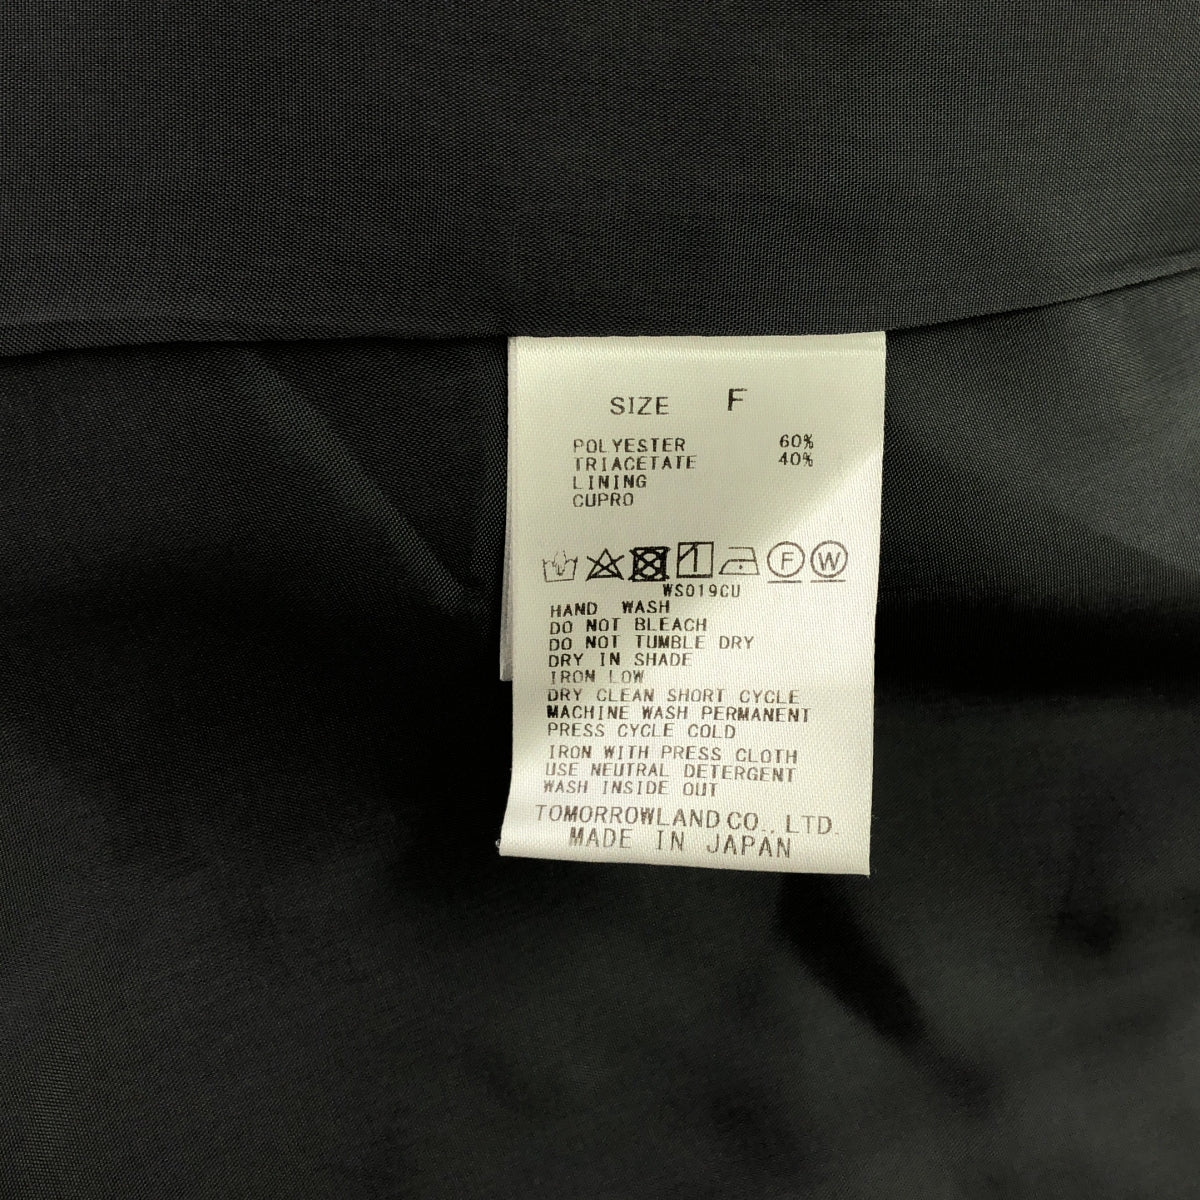 SIZE F
POLYESTER 60%
TRIACETATE 40%
LINING
CUPRO
F W
WS019CU
HAND WASH
DO NOT BLEACH
DO NOT TUMBLE DRY
DRY IN SHADE
IRON LOW
DRY CLEAN SHORT CYCLE
MACHINE WASH PERMANENT
PRESS CYCLE COLD
IRON WITH PRESS CLOTH
USE NEUTRAL DETERGENT
WASH INSIDE OUT
TOMORROWLAND CO., LTD.
MADE IN JAPAN